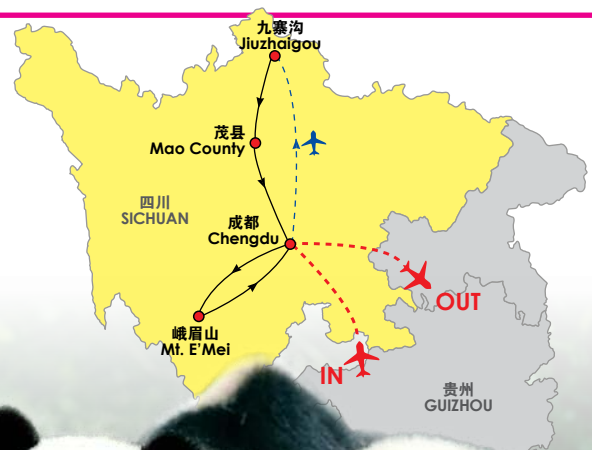 九寨沟
Jiuzhaigou
茂县
Mao County
四川
SICHUAN
成都
Chengdu
OUT
峨眉山
Mt. E'Mei
IN
贵州
GUIZHOU